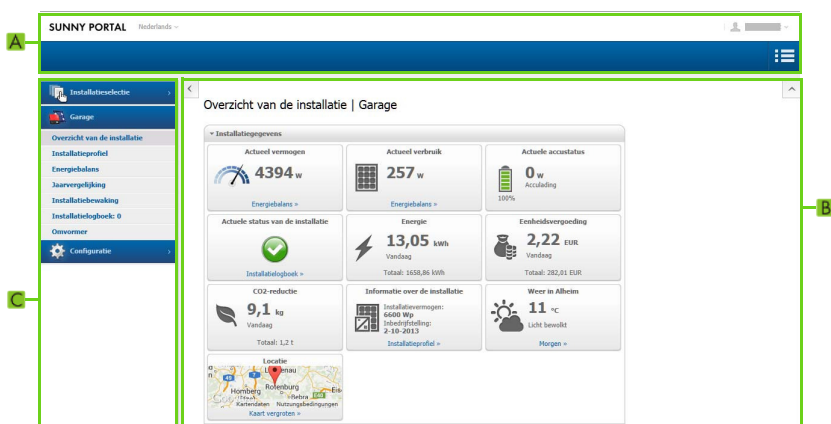 SUNNY PORTAL Nederlands
A
Installatieselectie
Garage
Overzicht van de installatie
Installatieprofiel
Energiebalans
Jaarvergelijking
Installatiebewaking
Installatielogboek: 0
Omvormer
Configuratie
C
Overzicht van de installatie | Garage
Installatiegegevens
Actueel vermogen
4394 w
Energiebalans »
Actueel verbruik
257 w
Energiebalans »
Actuele accustatus
0 w
Acculading
100%
Actuele status van de installatie
Installatielogboek »
Energie
13,05 kWh
Vandaag
Totaal: 1658,86 kWh
Eenheidsvergoeding
2,22 EUR
Vandaag
Totaal: 282,01 EUR
CO2-reductie
9,1 kg
Vandaag
Totaal: 1,2 t
Informatie over de installatie
Installatievermogen:
6600 Wp
Inbedrijfstelling:
2-10-2013
Installatieprofiel »
Weer in Alheim
11 °C
Licht bewolkt
Morgen »
Locatie
Homberg
Rotenburg
Bebra
Kartendaten Nutzungsbedingungen
Kaart vergroten »
B